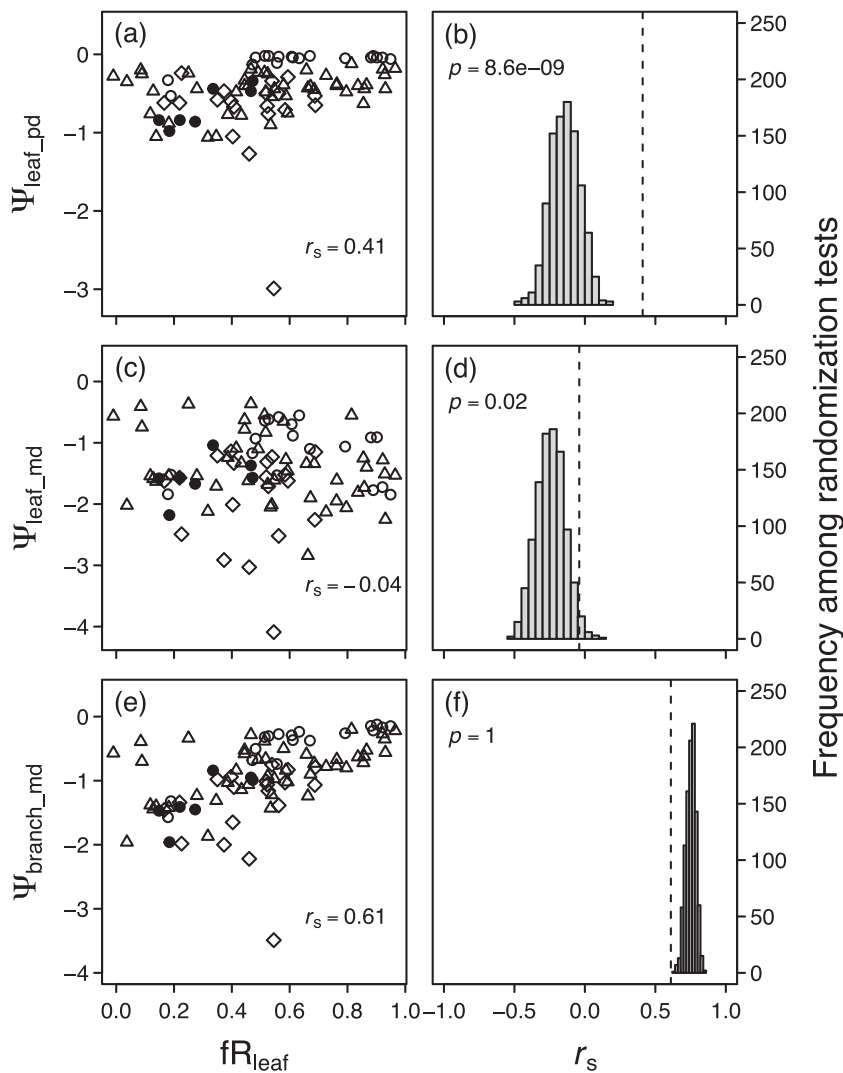 (a)
0
−1
−2
−3
Ψleaf_pd
rs = 0.41
(b)
p = 8.6e−09
250
200
150
100
50
0
(c)
0
−1
−2
−3
−4
Ψleaf_md
rs = −0.04
(d)
p = 0.02
250
200
150
100
50
0
(e)
0
−1
−2
−3
−4
Ψbranch_md
rs = 0.61
(f)
p = 1
250
200
150
100
50
0
0.0 0.2 0.4 0.6 0.8 1.0
fRleaf
−1.0 −0.5 0.0 0.5 1.0
rs
Frequency among randomization tests